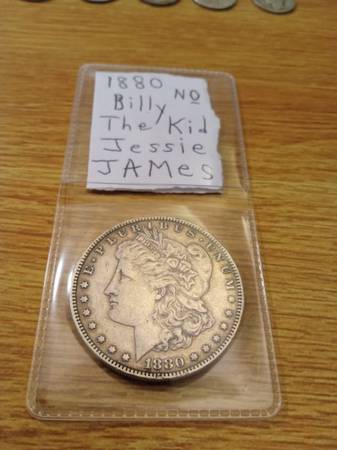 1880 NO
Billy
The Kid
Jessie
JAMes
E·PLURIBUS·UNUM·
1880